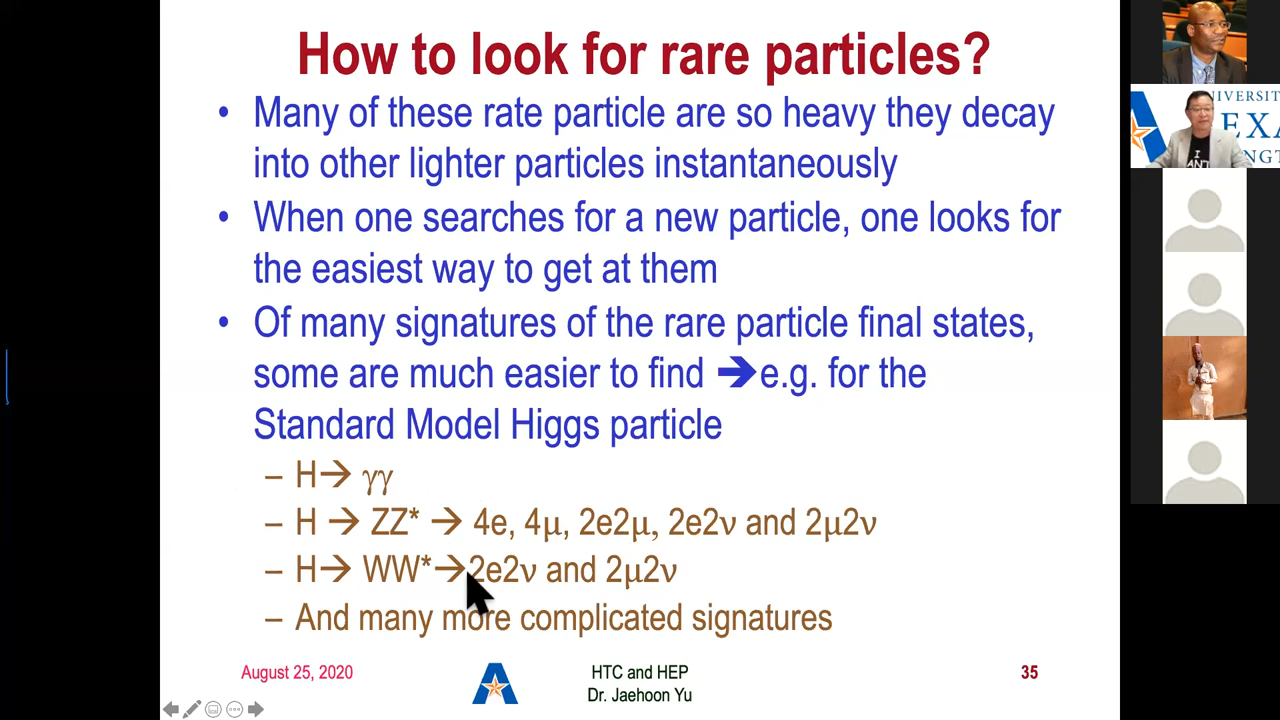 How to look for rare particles?
• Many of these rate particle are so heavy they decay
into other lighter particles instantaneously
• When one searches for a new particle, one looks for
the easiest way to get at them
• Of many signatures of the rare particle final states,
some are much easier to find ➔e.g. for the
Standard Model Higgs particle
– H→ γγ
– H → ZZ* → 4e, 4μ, 2e2μ, 2e2ν and 2μ2ν
– H→ WW*→2e2ν and 2μ2ν
– And many more complicated signatures
August 25, 2020
HTC and HEP
Dr. Jaehoon Yu
35
NIVERSIT
EXA
NGT
I
ANT